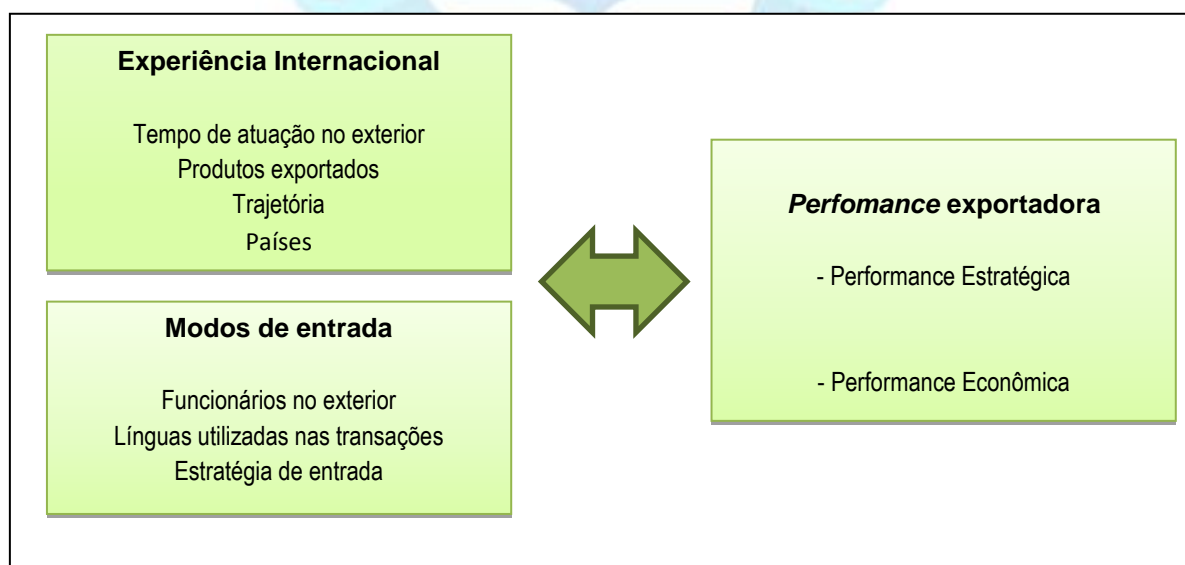 Experiência Internacional
Tempo de atuação no exterior
Produtos exportados
Trajetória
Países
Modos de entrada
Funcionários no exterior
Línguas utilizadas nas transações
Estratégia de entrada
Perfomance exportadora
- Performance Estratégica
- Performance Econômica